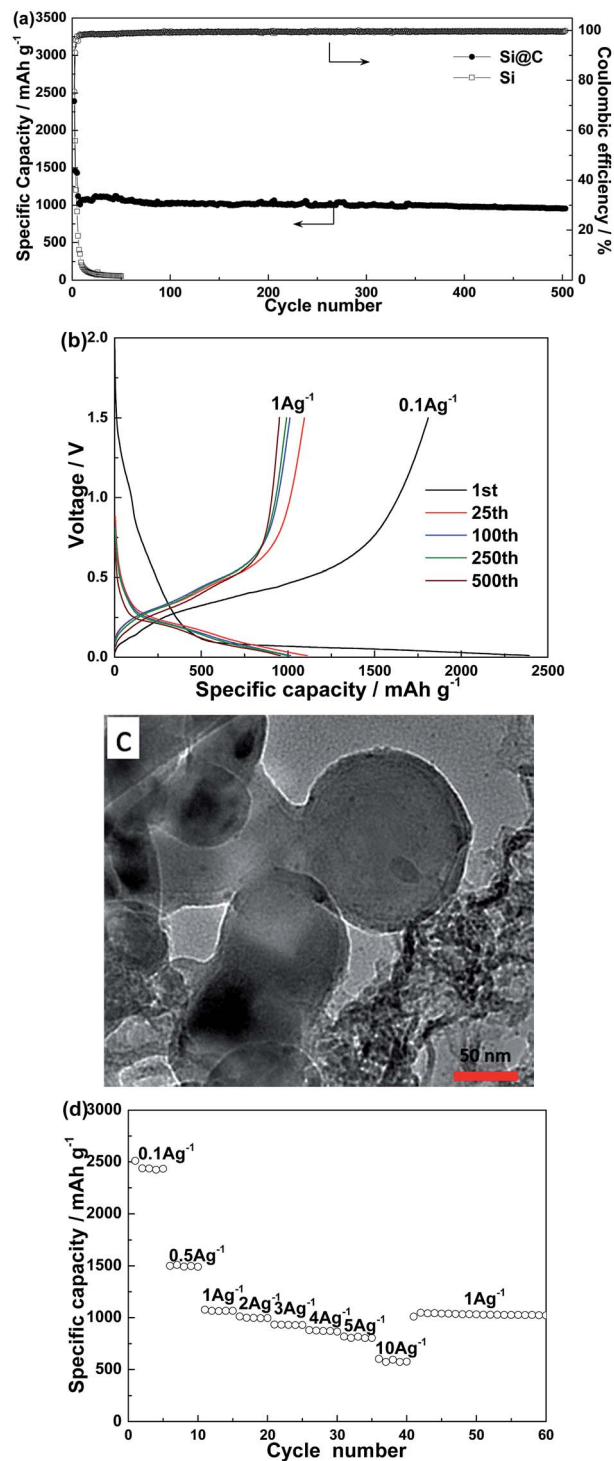 (a)
3500
3000
2500
2000
1500
1000
500
0
Specific Capacity / mAh g-1
Si@C
Si
100
80
60
40
20
0
Coulombic efficiency / %
0 100 200 300 400 500
Cycle number
(b)
2.0
1.5
1.0
0.5
0.0
Voltage / V
1Ag-1
0.1Ag-1
1st
25th
100th
250th
500th
0 500 1000 1500 2000 2500
Specific capacity / mAh g-1
C
50 nm
(d)
3000
2500
2000
1500
1000
500
0
Specific capacity / mAh g-1
0.1Ag-1
0.5Ag-1
1Ag-1
2Ag-1
3Ag-1
4Ag-1
5Ag-1
10Ag-1
1Ag-1
0 10 20 30 40 50 60
Cycle number